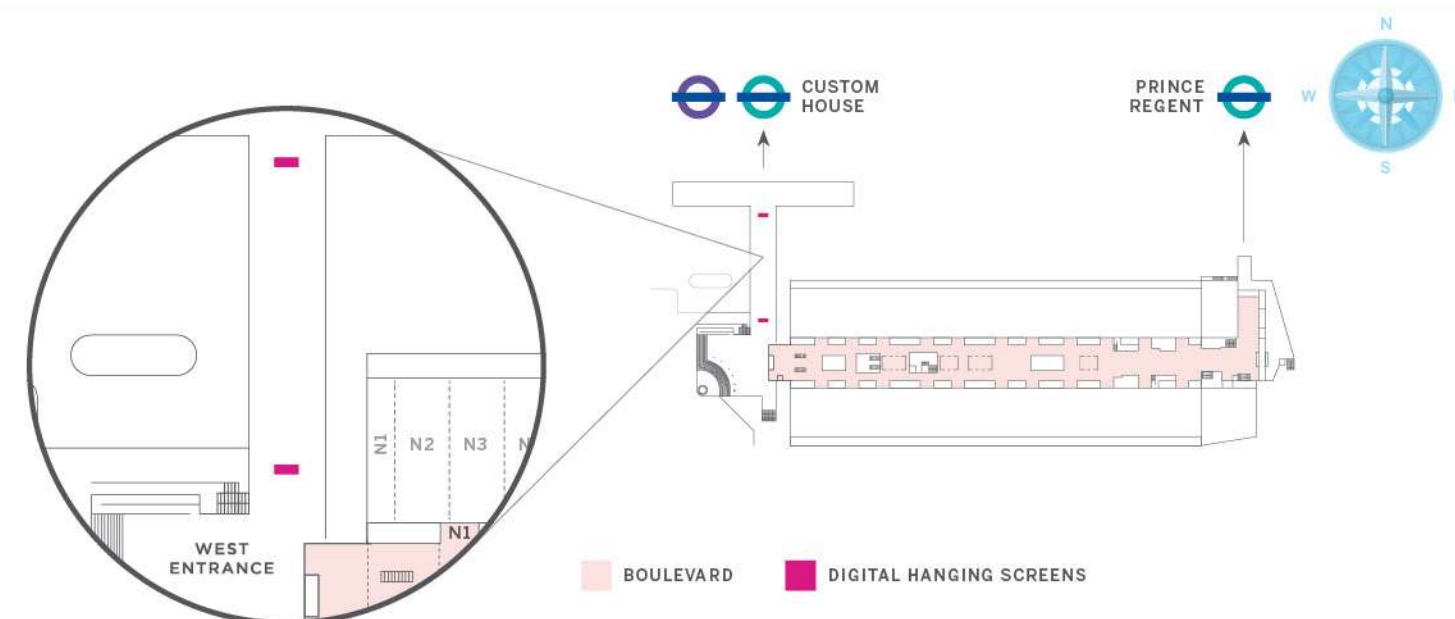 N
CUSTOM
HOUSE
PRINCE
REGENT
W
S
N1
N2
N3
N
N1
WEST
ENTRANCE
BOULEVARD
DIGITAL HANGING SCREENS